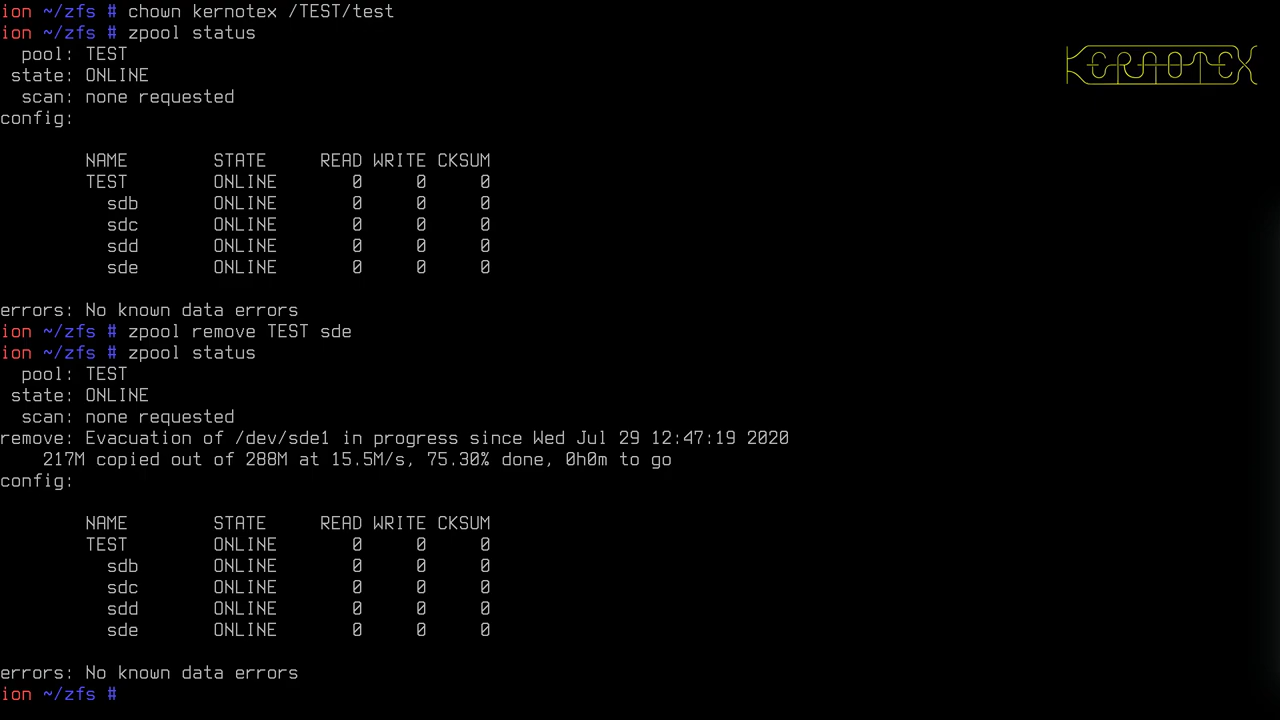 ion ~/zfs # chown kernotex /TEST/test
ion ~/zfs # zpool status
  pool: TEST
 state: ONLINE
  scan: none requested
config:

        NAME        STATE     READ WRITE CKSUM
        TEST        ONLINE       0     0     0
          sdb       ONLINE       0     0     0
          sdc       ONLINE       0     0     0
          sdd       ONLINE       0     0     0
          sde       ONLINE       0     0     0

errors: No known data errors
ion ~/zfs # zpool remove TEST sde
ion ~/zfs # zpool status
  pool: TEST
 state: ONLINE
  scan: none requested
remove: Evacuation of /dev/sde1 in progress since Wed Jul 29 12:47:19 2020
    217M copied out of 288M at 15.5M/s, 75.30% done, 0h0m to go
config:

        NAME        STATE     READ WRITE CKSUM
        TEST        ONLINE       0     0     0
          sdb       ONLINE       0     0     0
          sdc       ONLINE       0     0     0
          sdd       ONLINE       0     0     0
          sde       ONLINE       0     0     0

errors: No known data errors
ion ~/zfs #
KERNOTEX